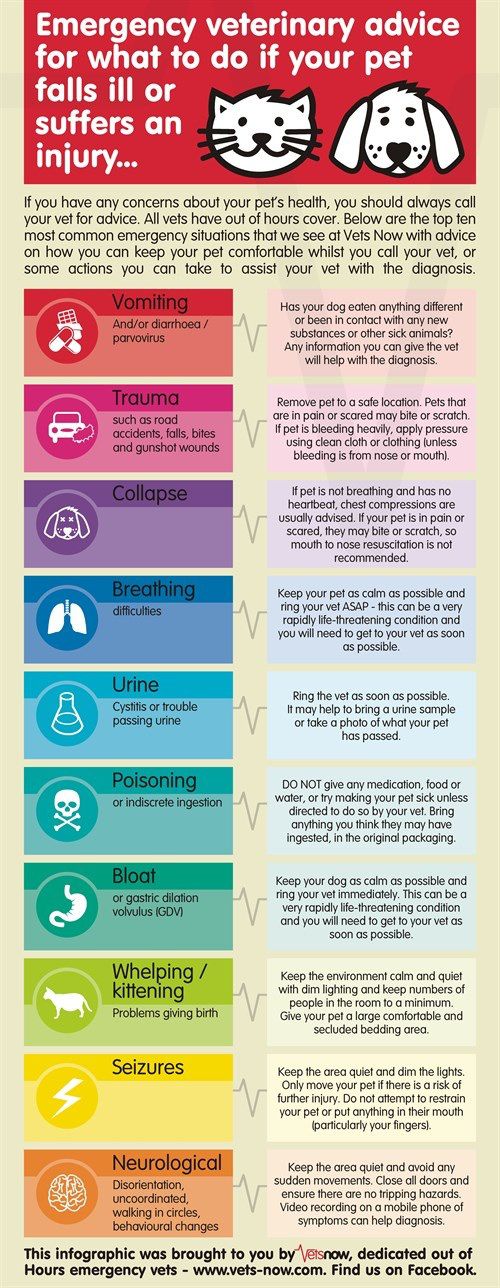 Emergency veterinary advice
for what to do if your pet
falls ill or
suffers an
injury...
If you have any concerns about your pet's health, you should always call
your vet for advice. All vets have out of hours cover. Below are the top ten
most common emergency situations that we see at Vets Now with advice
on how you can keep your pet comfortable whilst you call your vet, or
some actions you can take to assist your vet with the diagnosis.
Vomiting
And/or diarrhoea /
parvovirus
Has your dog eaten anything different
or been in contact with any new
substances or other sick animals?
Any information you can give the vet
will help with the diagnosis.
Trauma
such as road
accidents, falls, bites
and gunshot wounds
Remove pet to a safe location. Pets that
are in pain or scared may bite or scratch.
If pet is bleeding heavily, apply pressure
using clean cloth or clothing (unless
bleeding is from nose or mouth).
Collapse
If pet is not breathing and has no
heartbeat, chest compressions are
usually advised. If your pet is in pain or
scared, they may bite or scratch, so
mouth to nose resuscitation is not
recommended.
Breathing
difficulties
Keep your pet as calm as possible and
ring your vet ASAP - this can be a very
rapidly life-threatening condition and
you will need to get to your vet as soon
as possible.
Urine
Cystitis or trouble
passing urine
Ring the vet as soon as possible.
It may help to bring a urine sample
or take a photo of what your pet
has passed.
Poisoning
or indiscrete ingestion
DO NOT give any medication, food or
water, or try making your pet sick unless
directed to do so by your vet. Bring
anything you think they may have
ingested, in the original packaging.
Bloat
or gastric dilation
volvulus (GDV)
Keep your dog as calm as possible and
ring your vet immediately. This can be a
very rapidly life-threatening condition
and you will need to get to your vet as
soon as possible.
Whelping /
kittening
Problems giving birth
Keep the environment calm and quiet
with dim lighting and keep numbers of
people in the room to a minimum.
Give your pet a large comfortable and
secluded bedding area.
Seizures
Keep the area quiet and dim the lights.
Only move your pet if there is a risk of
further injury. Do not attempt to restrain
your pet or put anything in their mouth
(particularly your fingers).
Neurological
Disorientation,
uncoordinated,
walking in circles,
behavioural changes
Keep the area quiet and avoid any
sudden movements. Close all doors and
ensure there are no tripping hazards.
Video recording on a mobile phone of
symptoms can help diagnosis.
This infographic was brought to you by Vetsnow, dedicated out of
Hours emergency vets - www.vets-now.com. Find us on Facebook.